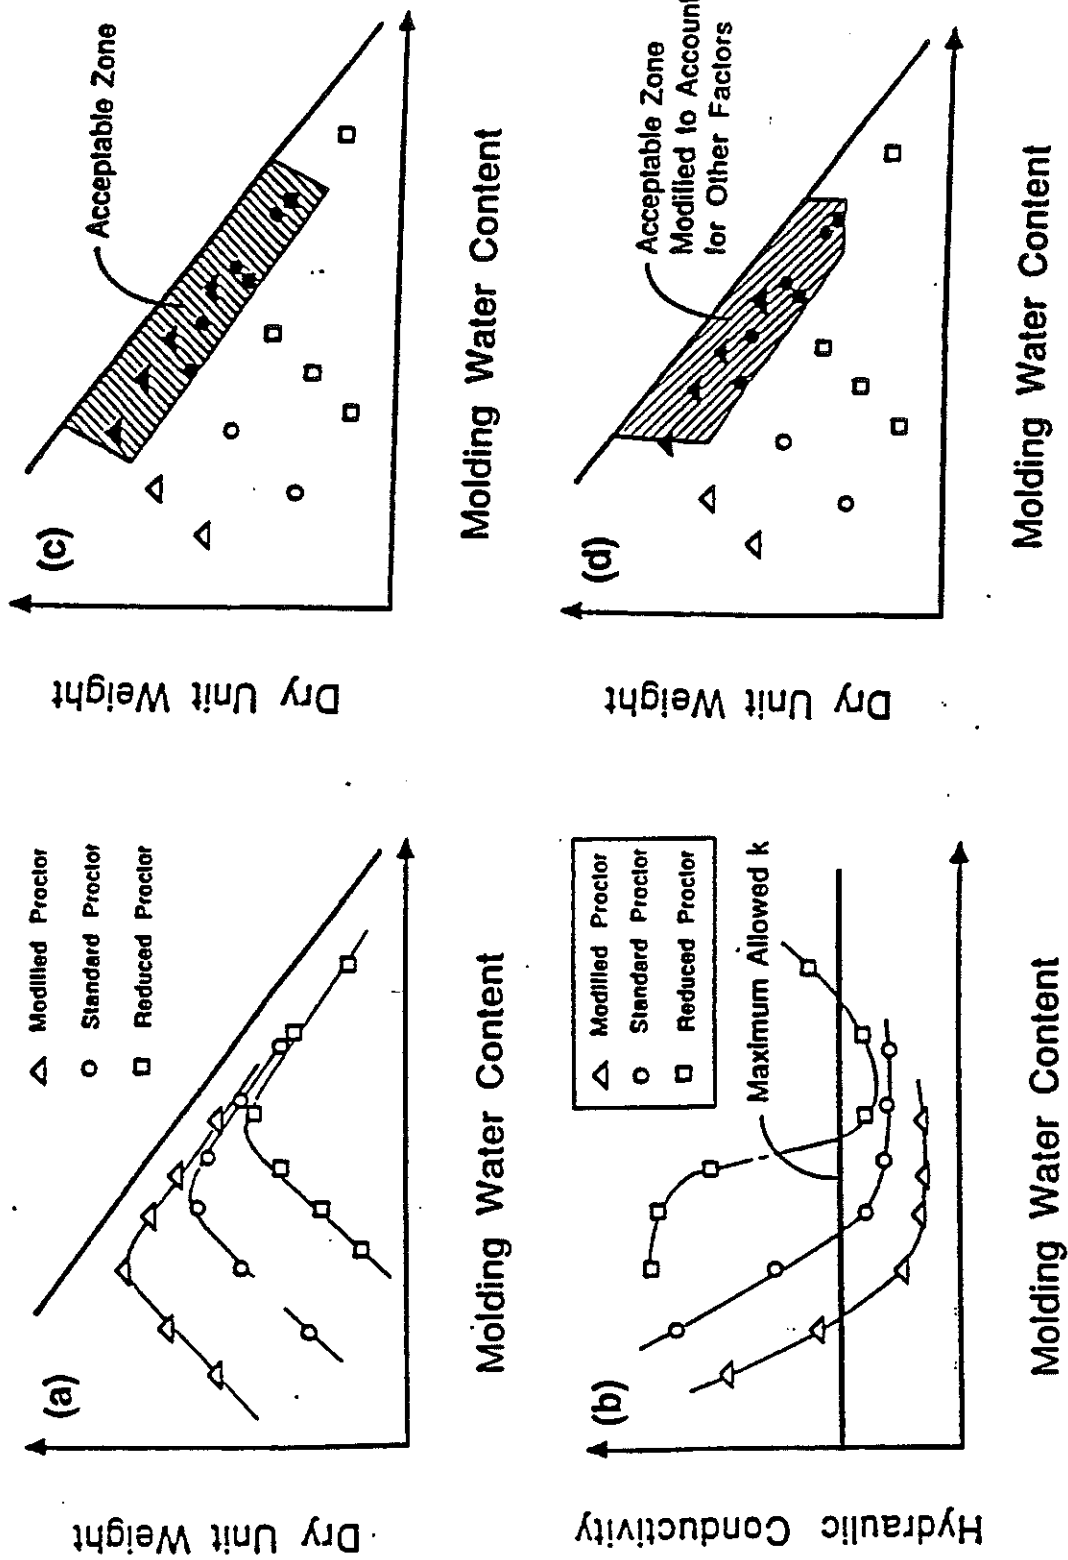 (a)
Dry Unit Weight
Molding Water Content
Modified Proctor
Standard Proctor
Reduced Proctor
(b)
Hydraulic Conductivity
Molding Water Content
Modified Proctor
Standard Proctor
Reduced Proctor
Maximum Allowed k
(c)
Dry Unit Weight
Molding Water Content
Acceptable Zone
(d)
Dry Unit Weight
Molding Water Content
Acceptable Zone
Modified to Account
for Other Factors